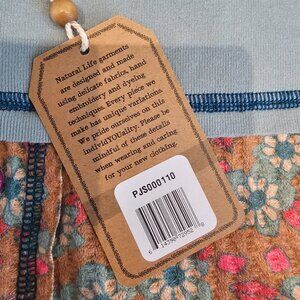 Natural Life garments
are designed and made
using delicate fabrics, hand
embroidery and dyeing
techniques. Every piece we
make has unique variations.
We pride ourselves on this
IndividYOUality. Please be
mindful of these details
when wearing and caring
for your new clothing.
PJS000110